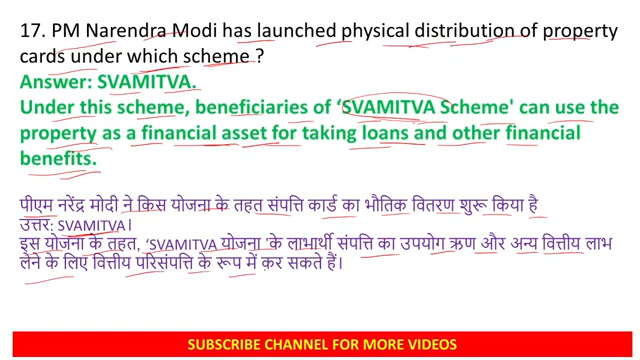 17. PM Narendra Modi has launched physical distribution of property
cards under which scheme ?
Answer: SVAMITVA.
Under this scheme, beneficiaries of ‘SVAMITVA Scheme' can use the
property as a financial asset for taking loans and other financial
benefits.
पीएम नरेंद्र मोदी ने किस योजना के तहत संपत्ति कार्ड का भौतिक वितरण शुरू किया है
उत्तर: SVAMITVA।
इस योजना के तहत, ‘SVAMITVA योजना 'के लाभार्थी संपत्ति का उपयोग ऋण और अन्य वित्तीय लाभ
लेने के लिए वित्तीय परिसंपत्ति के रूप में क़र सकते हैं।
SUBSCRIBE CHANNEL FOR MORE VIDEOS